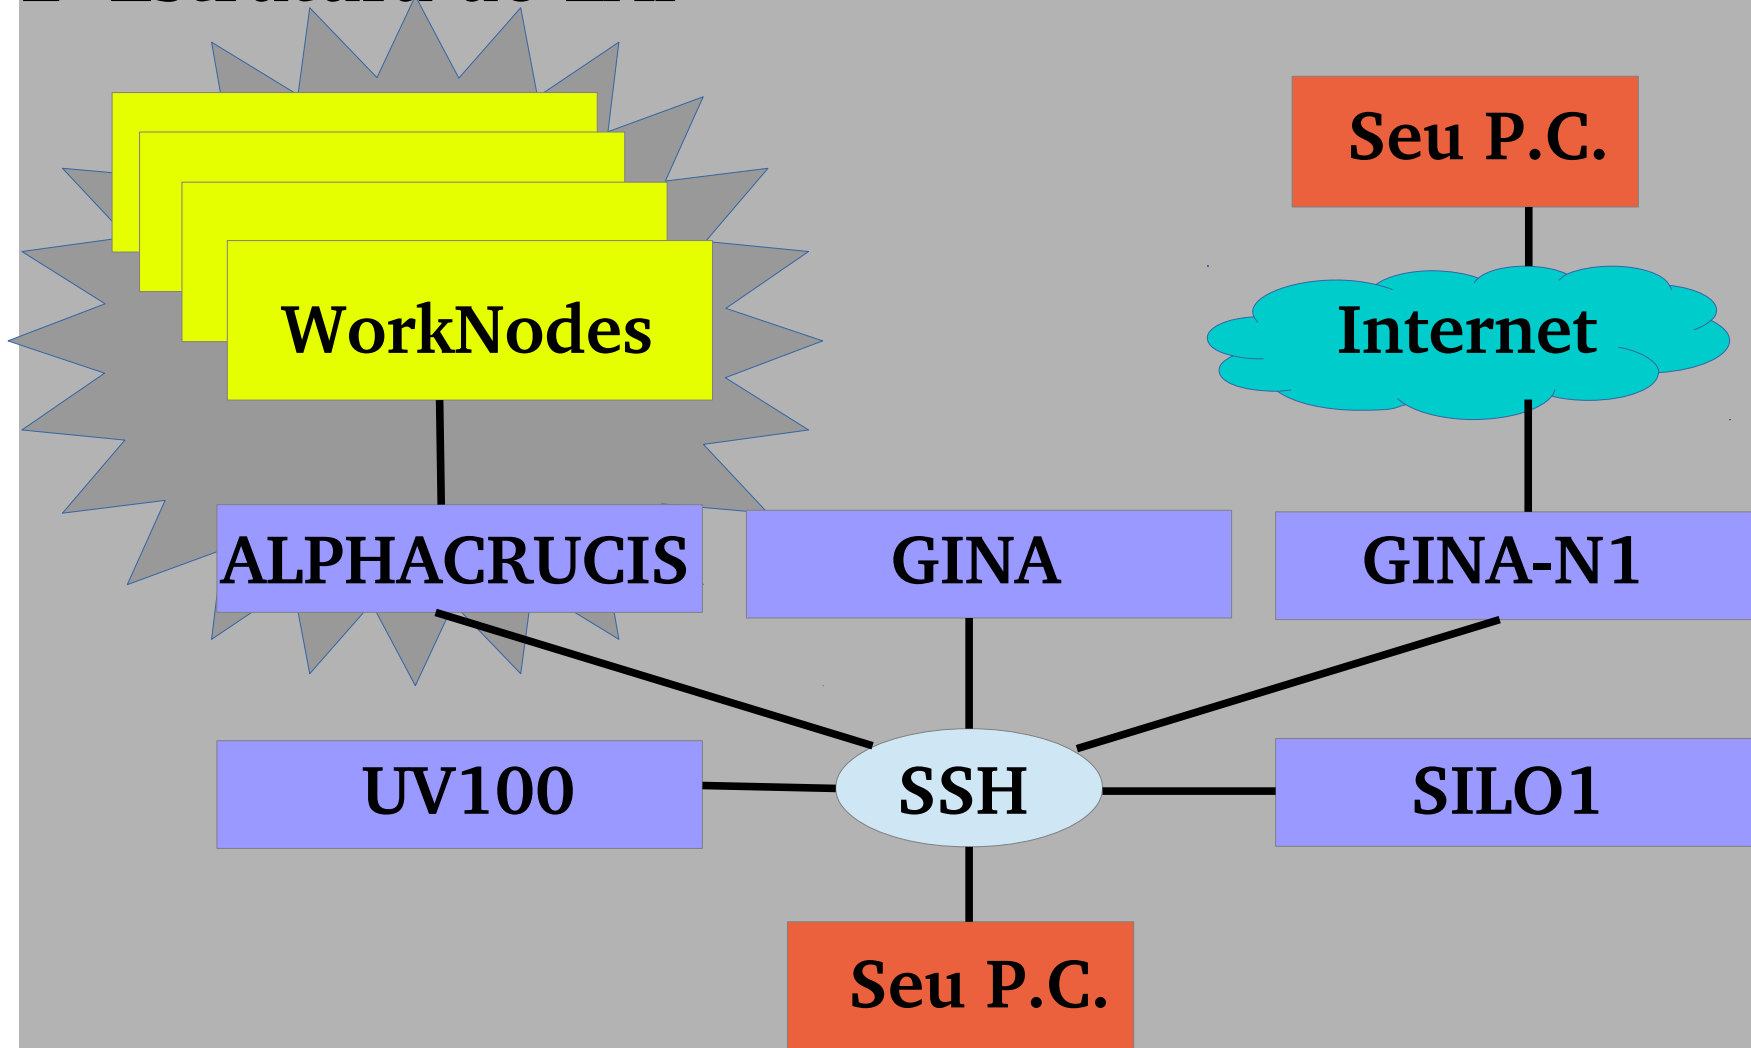 Seu P.C.
WorkNodes
Internet
ALPHACRUCIS
GINA
GINA-N1
UV100
SSH
SILO1
Seu P.C.